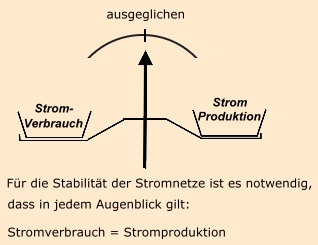 ausgeglichen
Strom-
Verbrauch
Strom
Produktion
Für die Stabilität der Stromnetze ist es notwendig,
dass in jedem Augenblick gilt:
Stromverbrauch = Stromproduktion